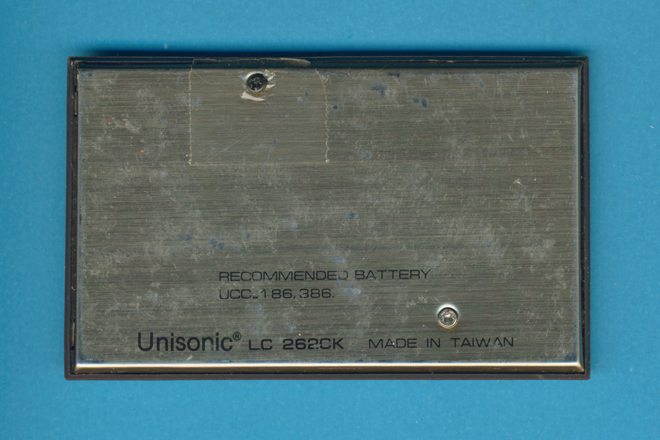 RECOMMENDED BATTERY
UCC. 186, 386.
Unisonic® LC 262CK MADE IN TAIWAN